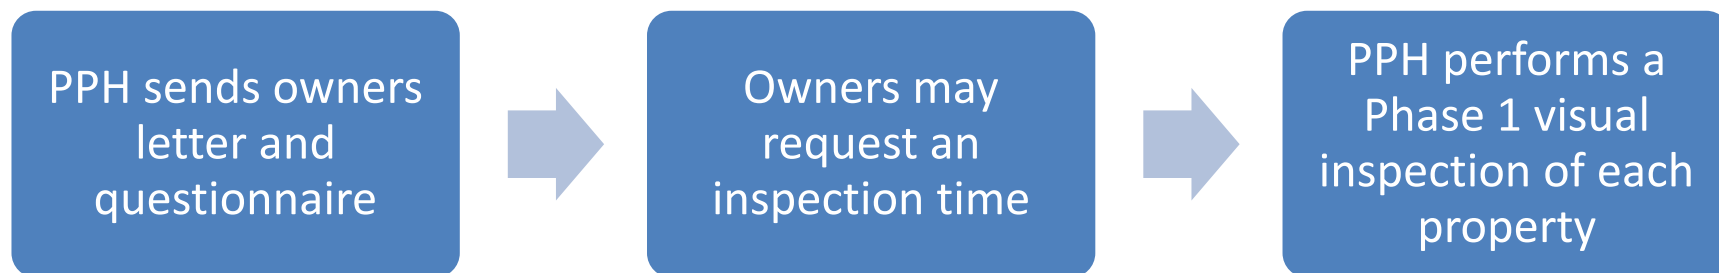 PPH sends owners
letter and
questionnaire
Owners may
request an
inspection time
PPH performs a
Phase 1 visual
inspection of each
property